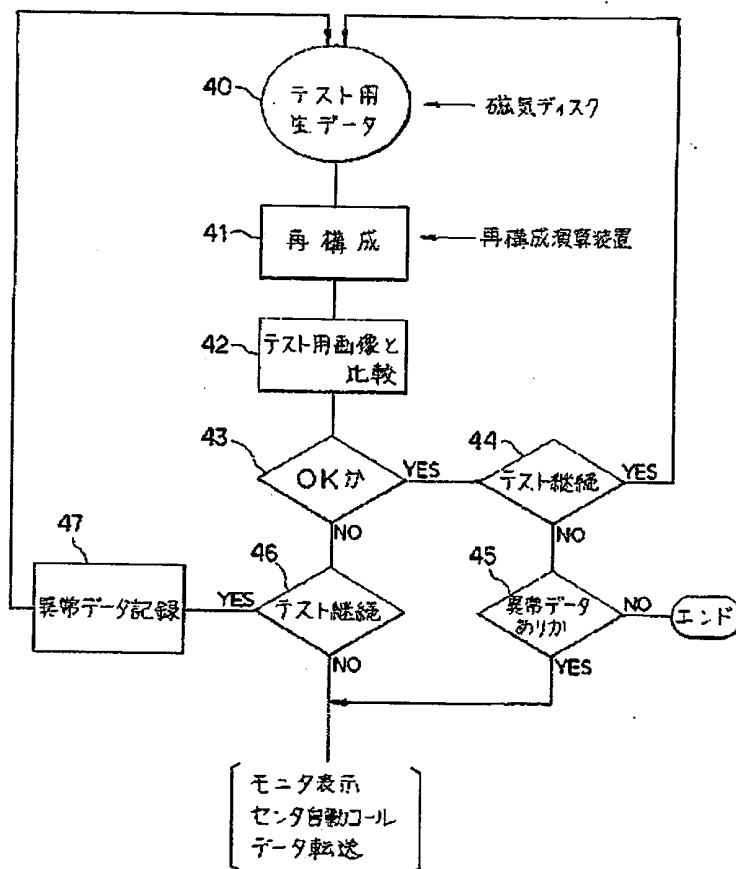 40
テスト用
生データ
磁気ディスク
41
再構成
再構成演算装置
42
テスト用画像と
比較
43
OKか
YES
NO
44
テスト継続
YES
NO
47
異常データ記録
46
YES
テスト継続
NO
45
異常データ
ありか
NO
YES
エンド
モニタ表示
センタ自動コール
データ転送